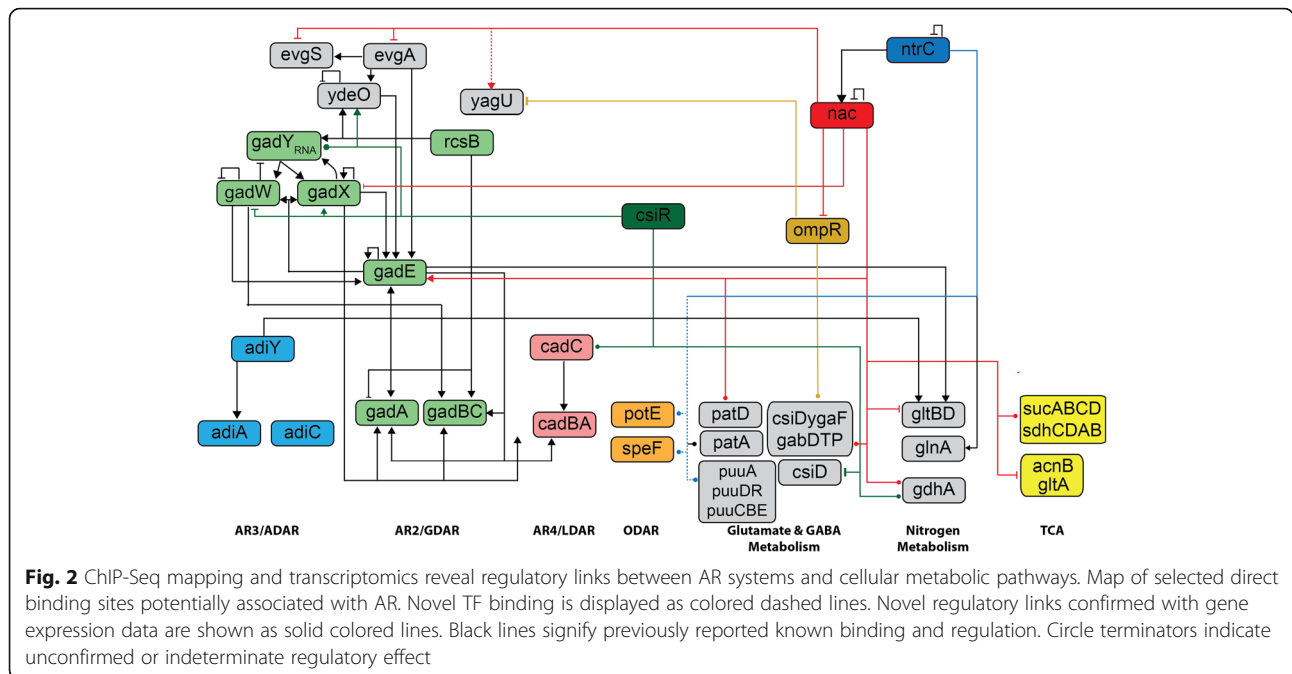 evgS
evgA
ntrC
ydeO
yagU
nac
gadY RNA
rcsB
gadW
gadX
csiR
ompR
gadE
adiY
cadC
gadA
gadBC
potE
patD
csiDygaF
gabDTP
gltBD
sucABCD
sdhCDAB
adiA
adiC
cadBA
speF
patA
csiD
glnA
acnB
gltA
puuA
puuDR
puuCBE
gdhA
AR3/ADAR
AR2/GDAR
AR4/LDAR
ODAR
Glutamate & GABA
Metabolism
Nitrogen
Metabolism
TCA
Fig. 2 ChIP-Seq mapping and transcriptomics reveal regulatory links between AR systems and cellular metabolic pathways. Map of selected direct
binding sites potentially associated with AR. Novel TF binding is displayed as colored dashed lines. Novel regulatory links confirmed with gene
expression data are shown as solid colored lines. Black lines signify previously reported known binding and regulation. Circle terminators indicate
unconfirmed or indeterminate regulatory effect